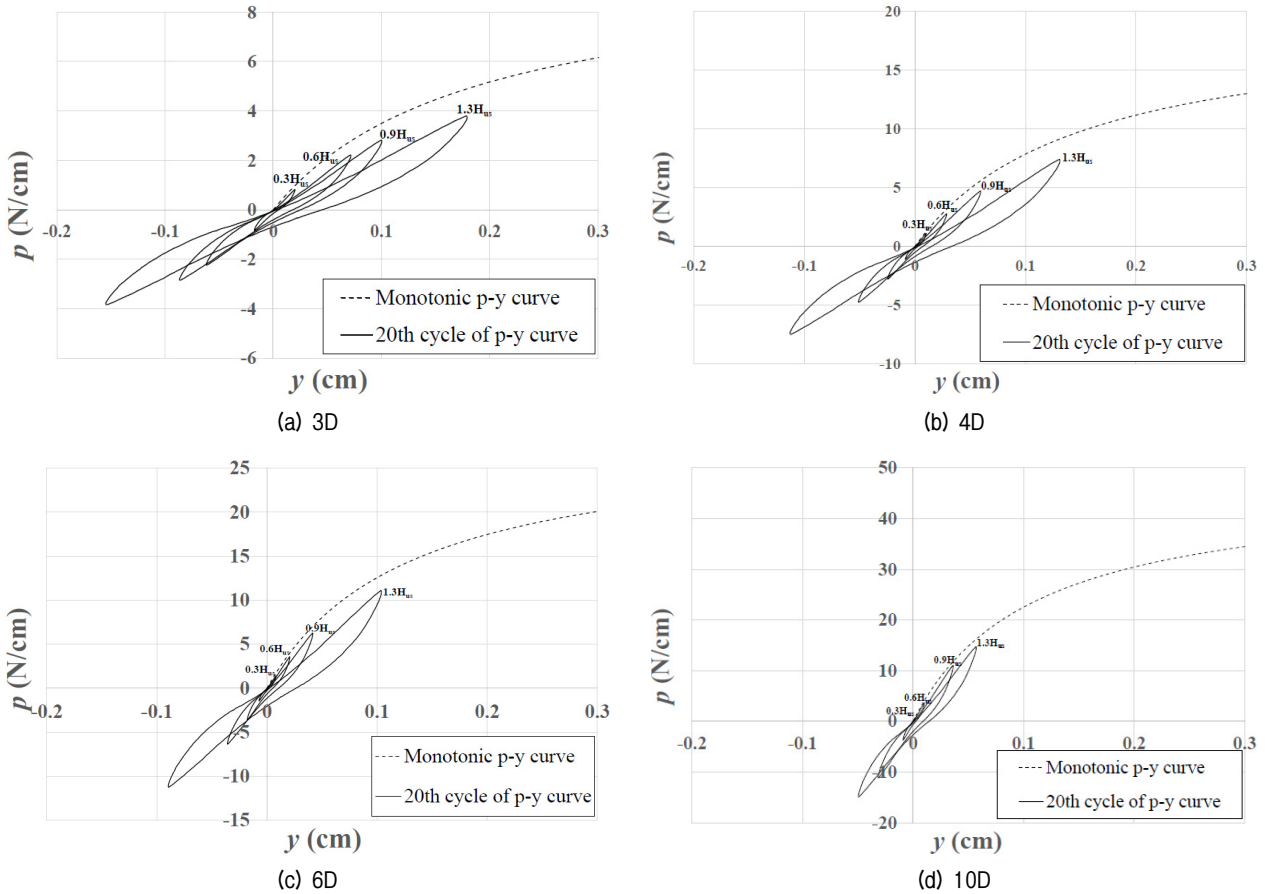 8
6
4
2
0
-2
-4
-6
-0.2
-0.1
0
0.1
0.2
0.3
0.3Hus
0.6Hus
0.9Hus
1.3Hus
p (N/cm)
y (cm)
Monotonic p-y curve
20th cycle of p-y curve
(a) 3D
20
15
10
5
0
-5
-10
-0.2
-0.1
0
0.1
0.2
0.3
0.3Hus
0.6Hus
0.9Hus
1.3Hus
p (N/cm)
y (cm)
Monotonic p-y curve
20th cycle of p-y curve
(b) 4D
25
20
15
10
5
0
-5
-10
-15
-0.2
-0.1
0
0.1
0.2
0.3
0.3Hus
0.6Hus
0.9Hus
1.3Hus
p (N/cm)
y (cm)
Monotonic p-y curve
20th cycle of p-y curve
(c) 6D
50
40
30
20
10
0
-10
-20
-0.2
-0.1
0
0.1
0.2
0.3
0.3Hus
0.6Hus
0.9Hus
1.3Hus
p (N/cm)
y (cm)
Monotonic p-y curve
20th cycle of p-y curve
(d) 10D